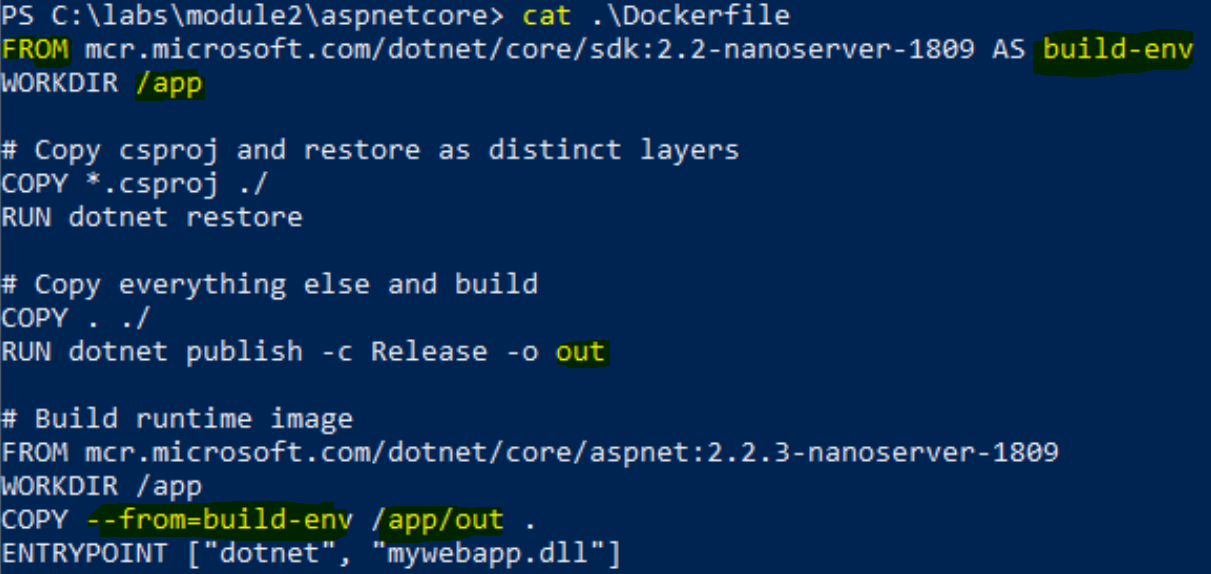 PS C:\labs\module2\aspnetcore> cat .\Dockerfile
FROM mcr.microsoft.com/dotnet/core/sdk:2.2-nanoserver-1809 AS build-env
WORKDIR /app
# Copy csproj and restore as distinct layers
COPY *.csproj ./
RUN dotnet restore
# Copy everything else and build
COPY . ./
RUN dotnet publish -c Release -o out
# Build runtime image
FROM mcr.microsoft.com/dotnet/core/aspnet:2.2.3-nanoserver-1809
WORKDIR /app
COPY --from=build-env /app/out .
ENTRYPOINT ["dotnet", "mywebapp.dll"]